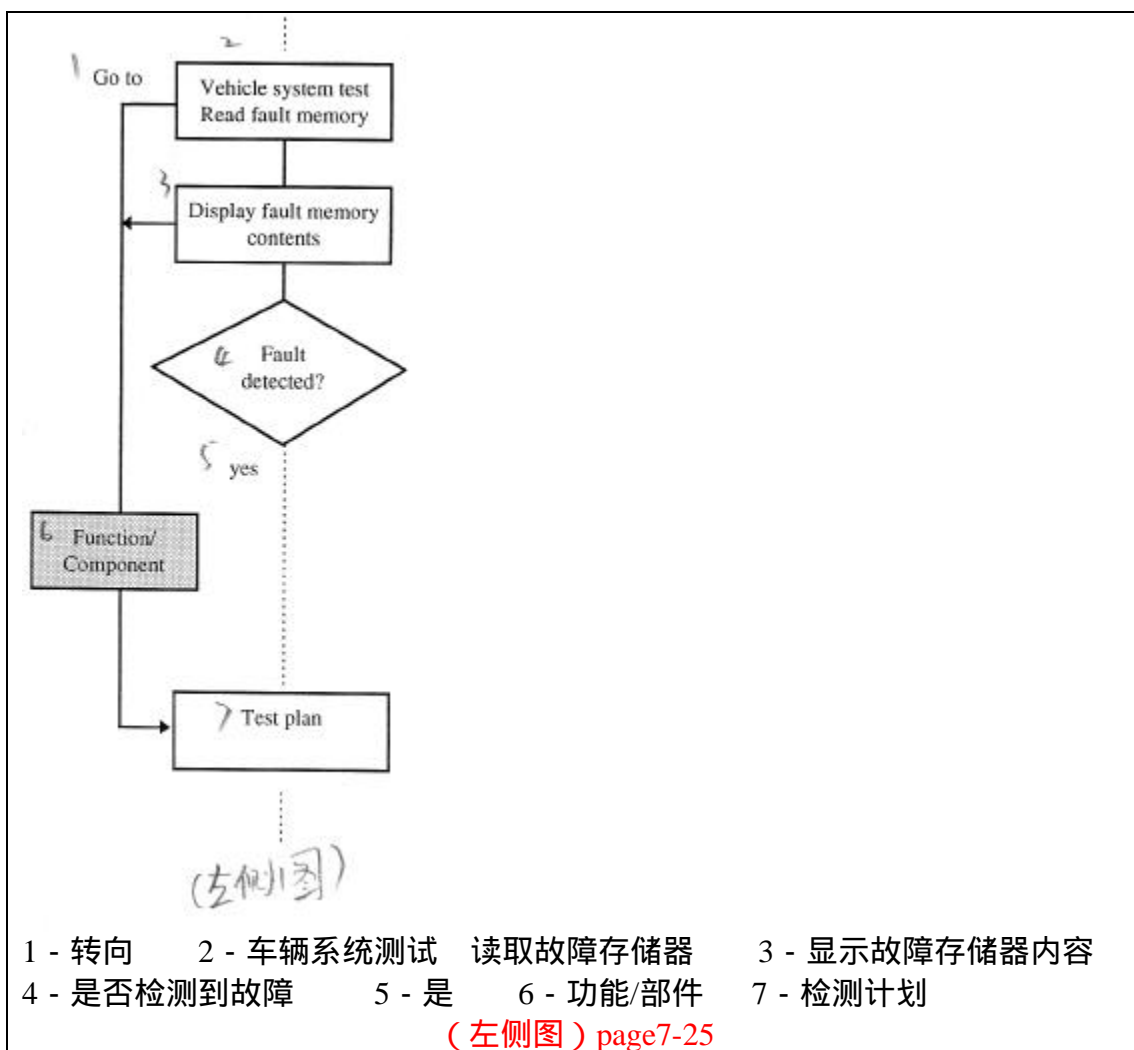 2
1 Go to
Vehicle system test
Read fault memory
3
Display fault memory
contents
4 Fault
detected?
5 yes
6 Function/
Component
7 Test plan
(左侧图)
1 - 转向 2 - 车辆系统测试 读取故障存储器 3 - 显示故障存储器内容
4 - 是否检测到故障 5 - 是 6 - 功能/部件 7 - 检测计划
（左侧图）page7-25